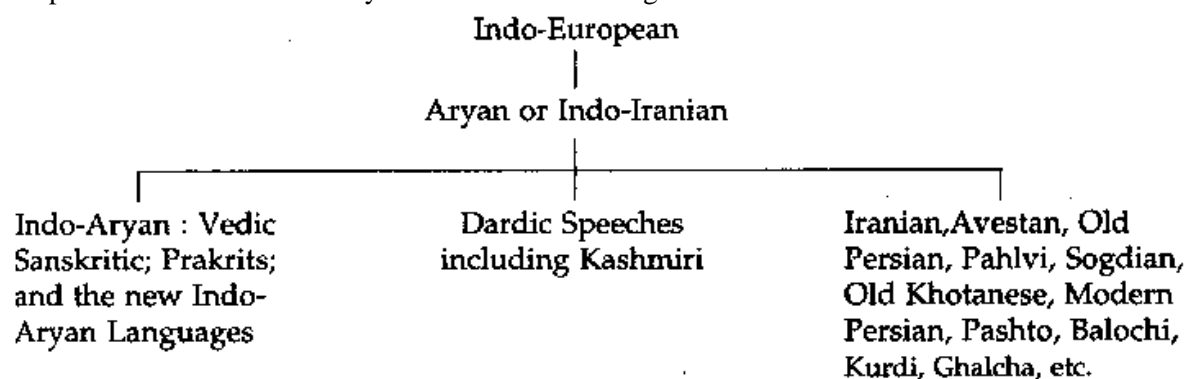 Indo-European
Aryan or Indo-Iranian
Indo-Aryan : Vedic
Sanskritic; Prakrits;
and the new Indo-
Aryan Languages
Dardic Speeches
including Kashmiri
Iranian,Avestan, Old
Persian, Pahlvi, Sogdian,
Old Khotanese, Modern
Persian, Pashto, Balochi,
Kurdi, Ghalcha, etc.